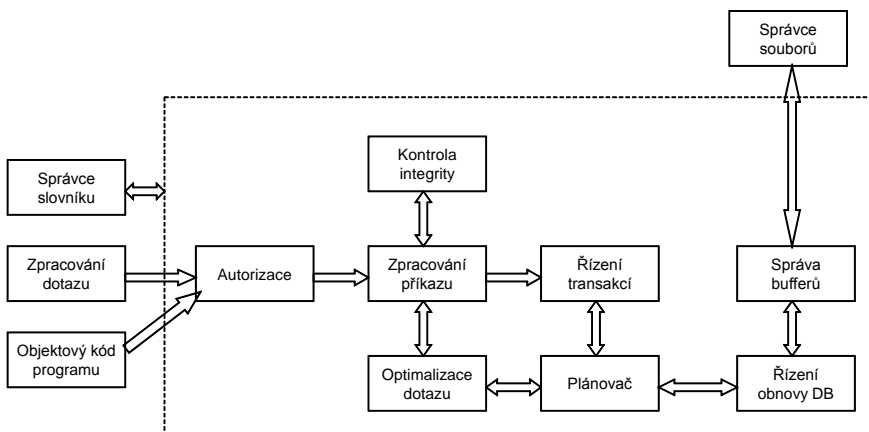 Správce
souborů
Kontrola
integrity
Správce
slovníku
Zpracování
dotazu
Autorizace
Zpracování
příkazu
Řízení
transakcí
Správa
bufferů
Objektový kód
programu
Optimalizace
dotazu
Plánovač
Řízení
obnovy DB